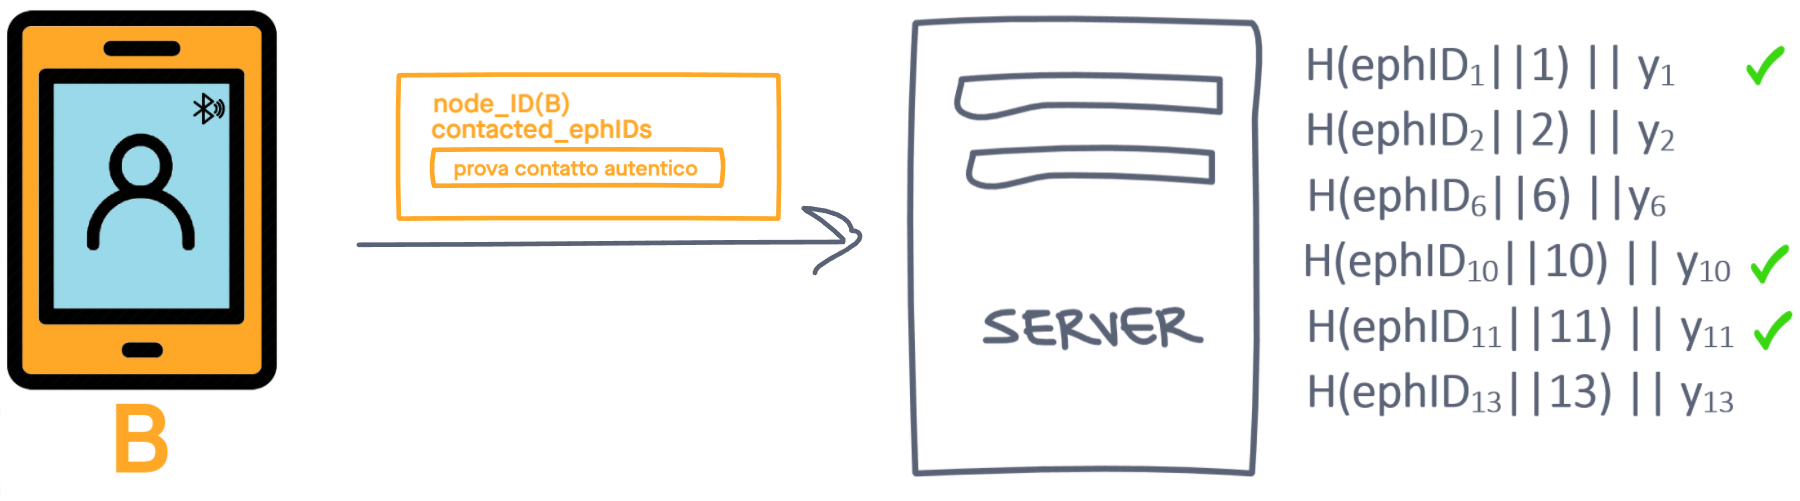 node_ID(B)
contacted_ephIDs
prova contatto autentico
B
SERVER
H(ephID₁||1) || y₁ ✓
H(ephID₂||2) || y₂
H(ephID₆||6) ||y₆
H(ephID₁₀||10) || y₁₀ ✓
H(ephID₁₁||11) || y₁₁ ✓
H(ephID₁₃||13) || y₁₃